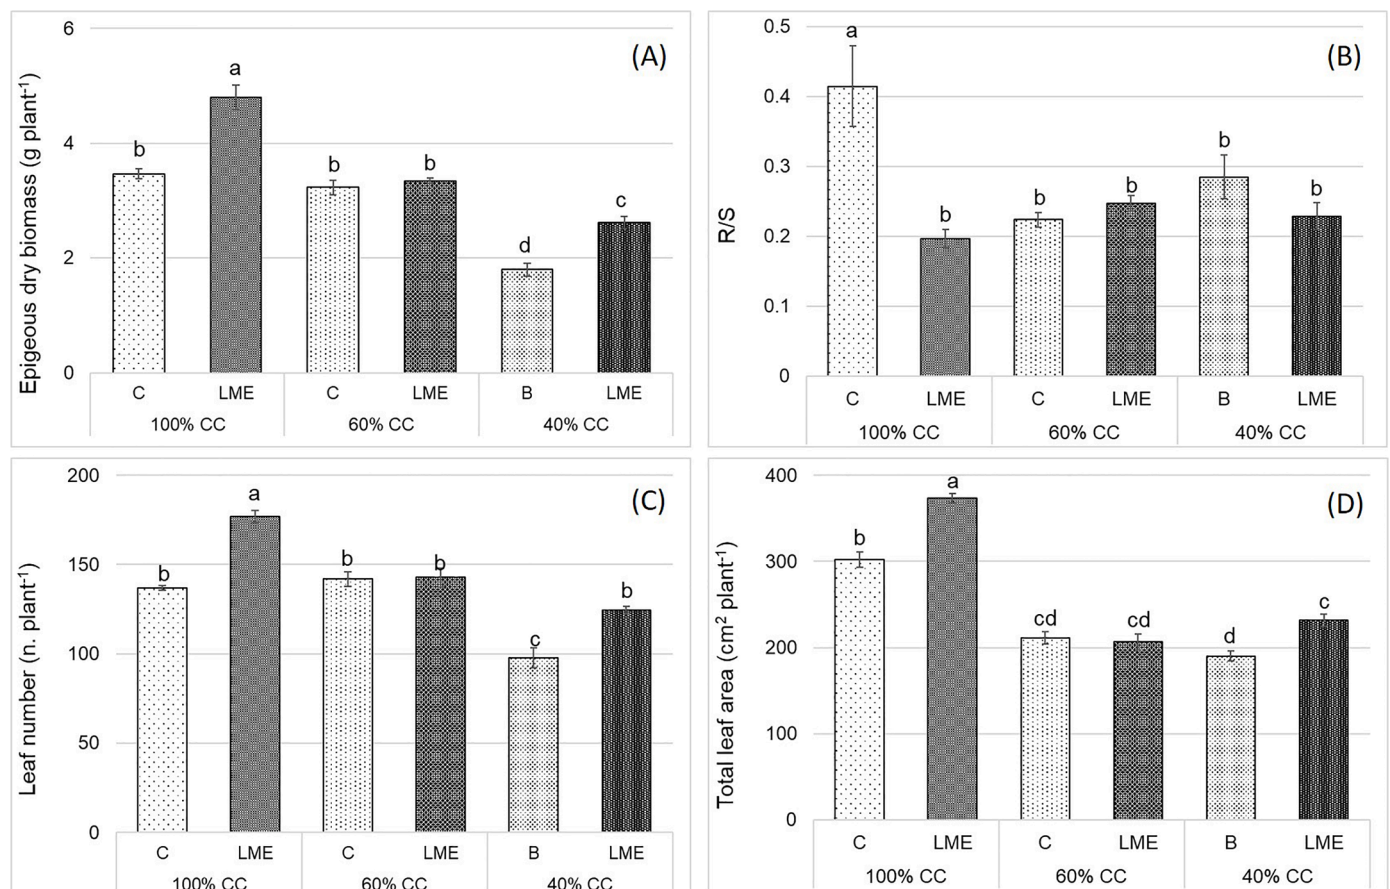 6
4
2
0
Epigeous dry biomass (g plant-1)
(A)
b
a
b
b
d
c
C LME C LME B LME
100% CC 60% CC 40% CC
0.5
0.4
0.3
0.2
0.1
0
R/S
(B)
a
b
b
b
b
b
C LME C LME B LME
100% CC 60% CC 40% CC
200
150
100
50
0
Leaf number (n. plant-1)
(C)
b
a
b
b
c
b
C LME C LME B LME
100% CC 60% CC 40% CC
400
300
200
100
0
Total leaf area (cm2 plant-1)
(D)
b
a
cd
cd
d
c
C LME C LME B LME
100% CC 60% CC 40% CC